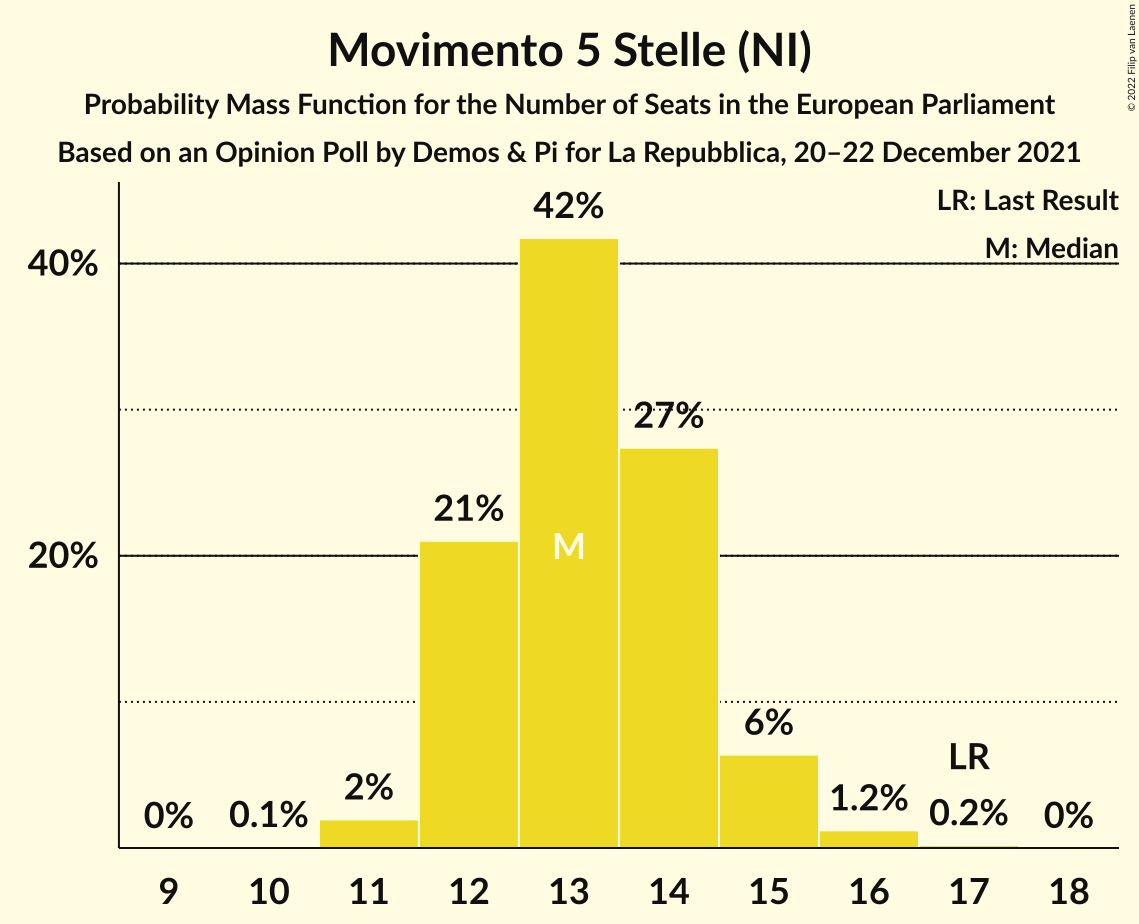 Movimento 5 Stelle (NI)
Probability Mass Function for the Number of Seats in the European Parliament
Based on an Opinion Poll by Demos & Pi for La Repubblica, 20–22 December 2021
© 2022 Filip van Laenen
LR: Last Result
M: Median
40%
20%
0%
0.1%
2%
21%
42%
M
27%
6%
1.2%
LR
0.2%
0%
9 10 11 12 13 14 15 16 17 18